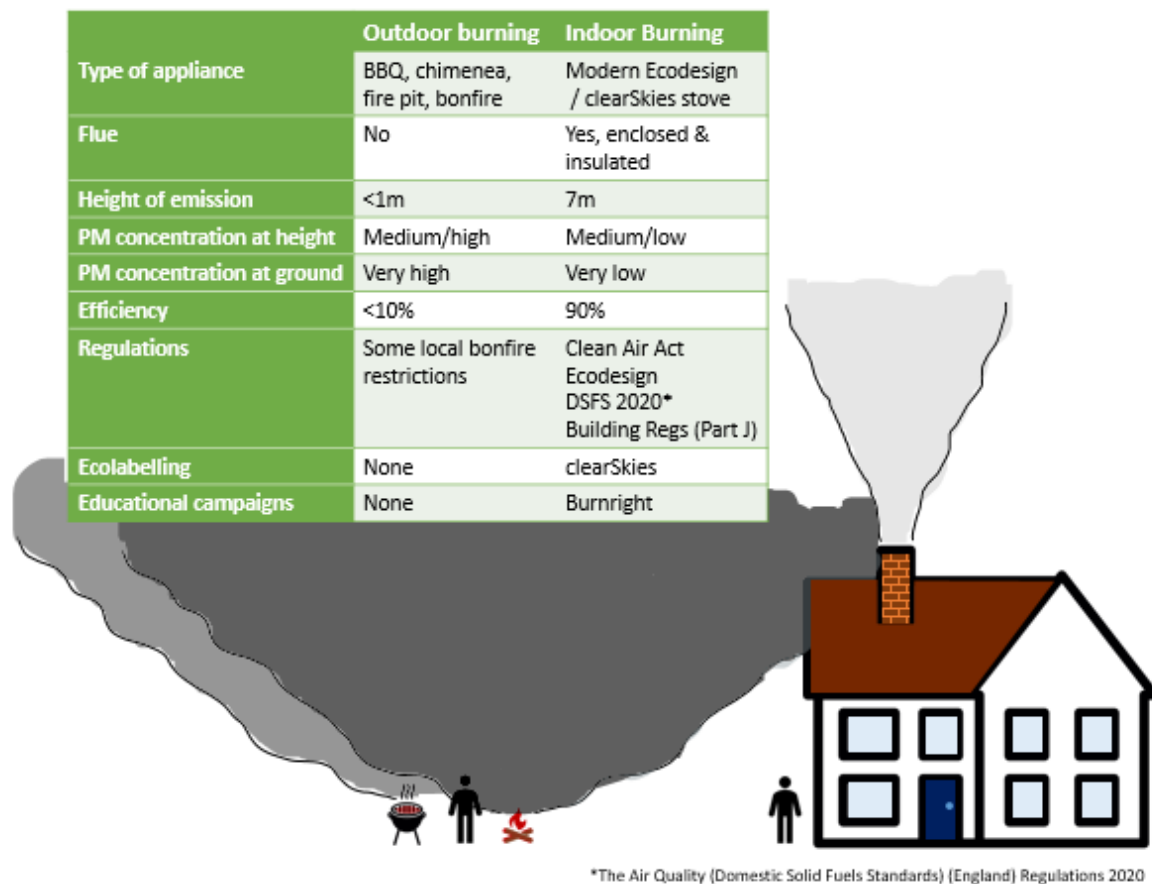 Outdoor burning Indoor Burning
Type of appliance BBQ, chimenea, Modern Ecodesign
fire pit, bonfire / clearSkies stove
Flue No Yes, enclosed &
insulated
Height of emission <1m 7m
PM concentration at height Medium/high Medium/low
PM concentration at ground Very high Very low
Efficiency <10% 90%
Regulations Some local bonfire Clean Air Act
restrictions Ecodesign
DSFS 2020*
Building Regs (Part J)
Ecolabelling None clearSkies
Educational campaigns None Burnright
*The Air Quality (Domestic Solid Fuels Standards) (England) Regulations 2020